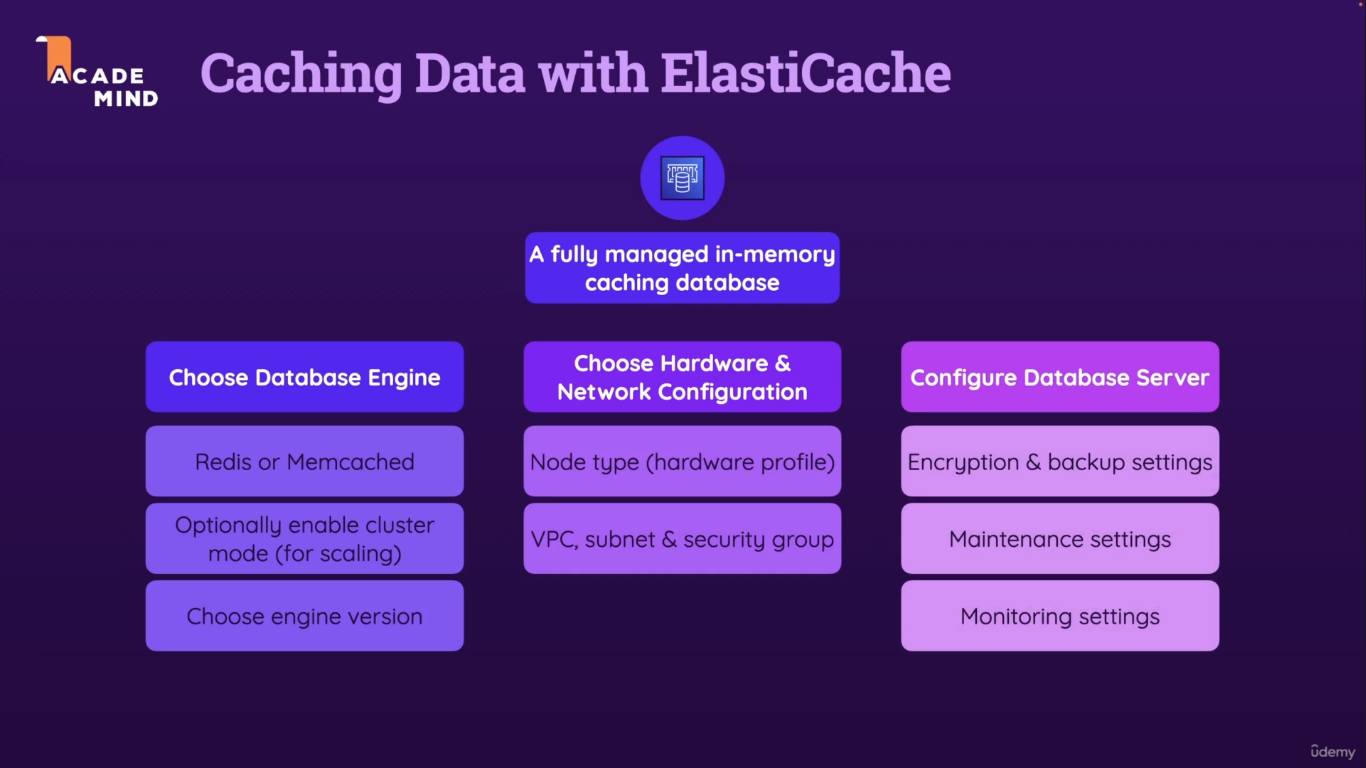 ACADE
MIND
Caching Data with ElastiCache
A fully managed in-memory
caching database
Choose Database Engine
Redis or Memcached
Optionally enable cluster
mode (for scaling)
Choose engine version
Choose Hardware &
Network Configuration
Node type (hardware profile)
VPC, subnet & security group
Configure Database Server
Encryption & backup settings
Maintenance settings
Monitoring settings
ûdemy